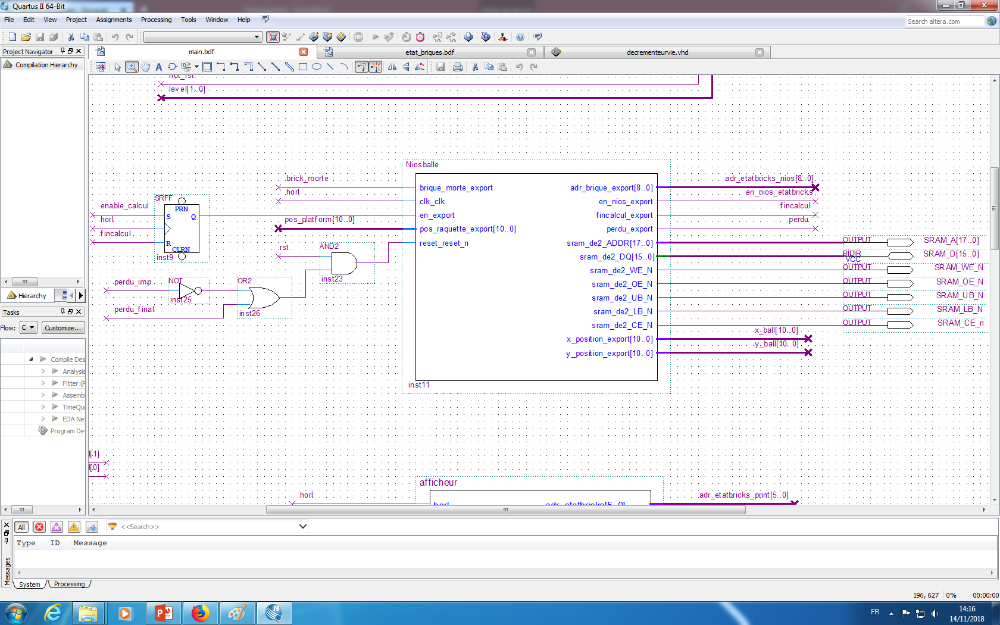 Quartus II 64-Bit
File Edit View Project Assignments Processing Tools Window Help
Search altera.com
Project Navigator
main.bdf
etat_briques.bdf
decrementeurvie.vhd
Compilation Hierarchy
not_rst
level[1..0]
Niosballe
brick_morte
horl
pos_platform[10..0]
rst
brique_morte_export
clk_clk
en_export
pos_raquette_export[10..0]
reset_reset_n
adr_brique_export[8..0]
en_nios_export
fincalcul_export
perdu_export
sram_de2_ADDR[17..0]
sram_de2_DQ[15..0]
sram_de2_WE_N
sram_de2_OE_N
sram_de2_UB_N
sram_de2_LB_N
sram_de2_CE_N
x_position_export[10..0]
y_position_export[10..0]
inst11
adr_etatbricks_nios[8..0]
en_nios_etatbricks
fincalcul
perdu
OUTPUT SRAM_A[17..0]
BIDIR SRAM_D[15..0]
VCC
OUTPUT SRAM_WE_N
OUTPUT SRAM_OE_N
OUTPUT SRAM_UB_N
OUTPUT SRAM_LB_N
OUTPUT SRAM_CE_n
x_ball[10..0]
y_ball[10..0]
SRFF
enable_calcul
horl
fincalcul
PRN
S Q
R
CLRN
inst9
AND2
inst23
perdu_imp
NOT
inst25
OR2
inst26
perdu_final
Hierarchy
Tasks
Flow: C Customize...
Compile Des
Analysis
Fitter (P
Assemb
TimeQue
EDA Ne
Program De
[1]
[0]
afficheur
horl
horl
adr_etatbricks[5..0]
adr_etatbricks_print[5..0]
All <<Search>>
Type ID Message
Messages
System Processing
196, 627 0% 00:00:00
FR
14:16
14/11/2018